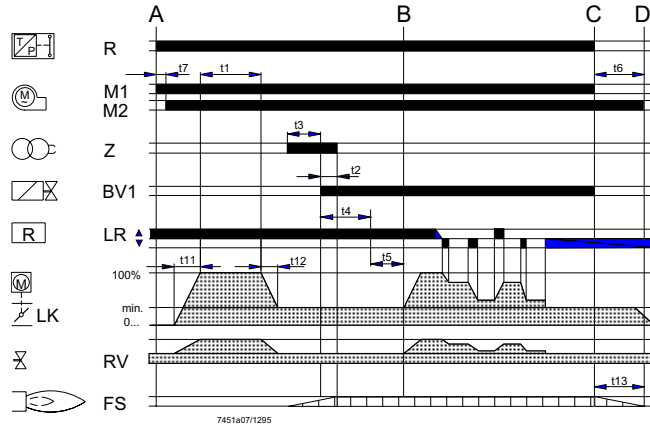 A B C D
T P R
t7 t1 t6
M ~ M1
M2
t3
Z
t2
BV1
t4
R LR
t5
t11 t12
100%
M
min.
LK 0...
RV
t13
FS
7451a07/1295